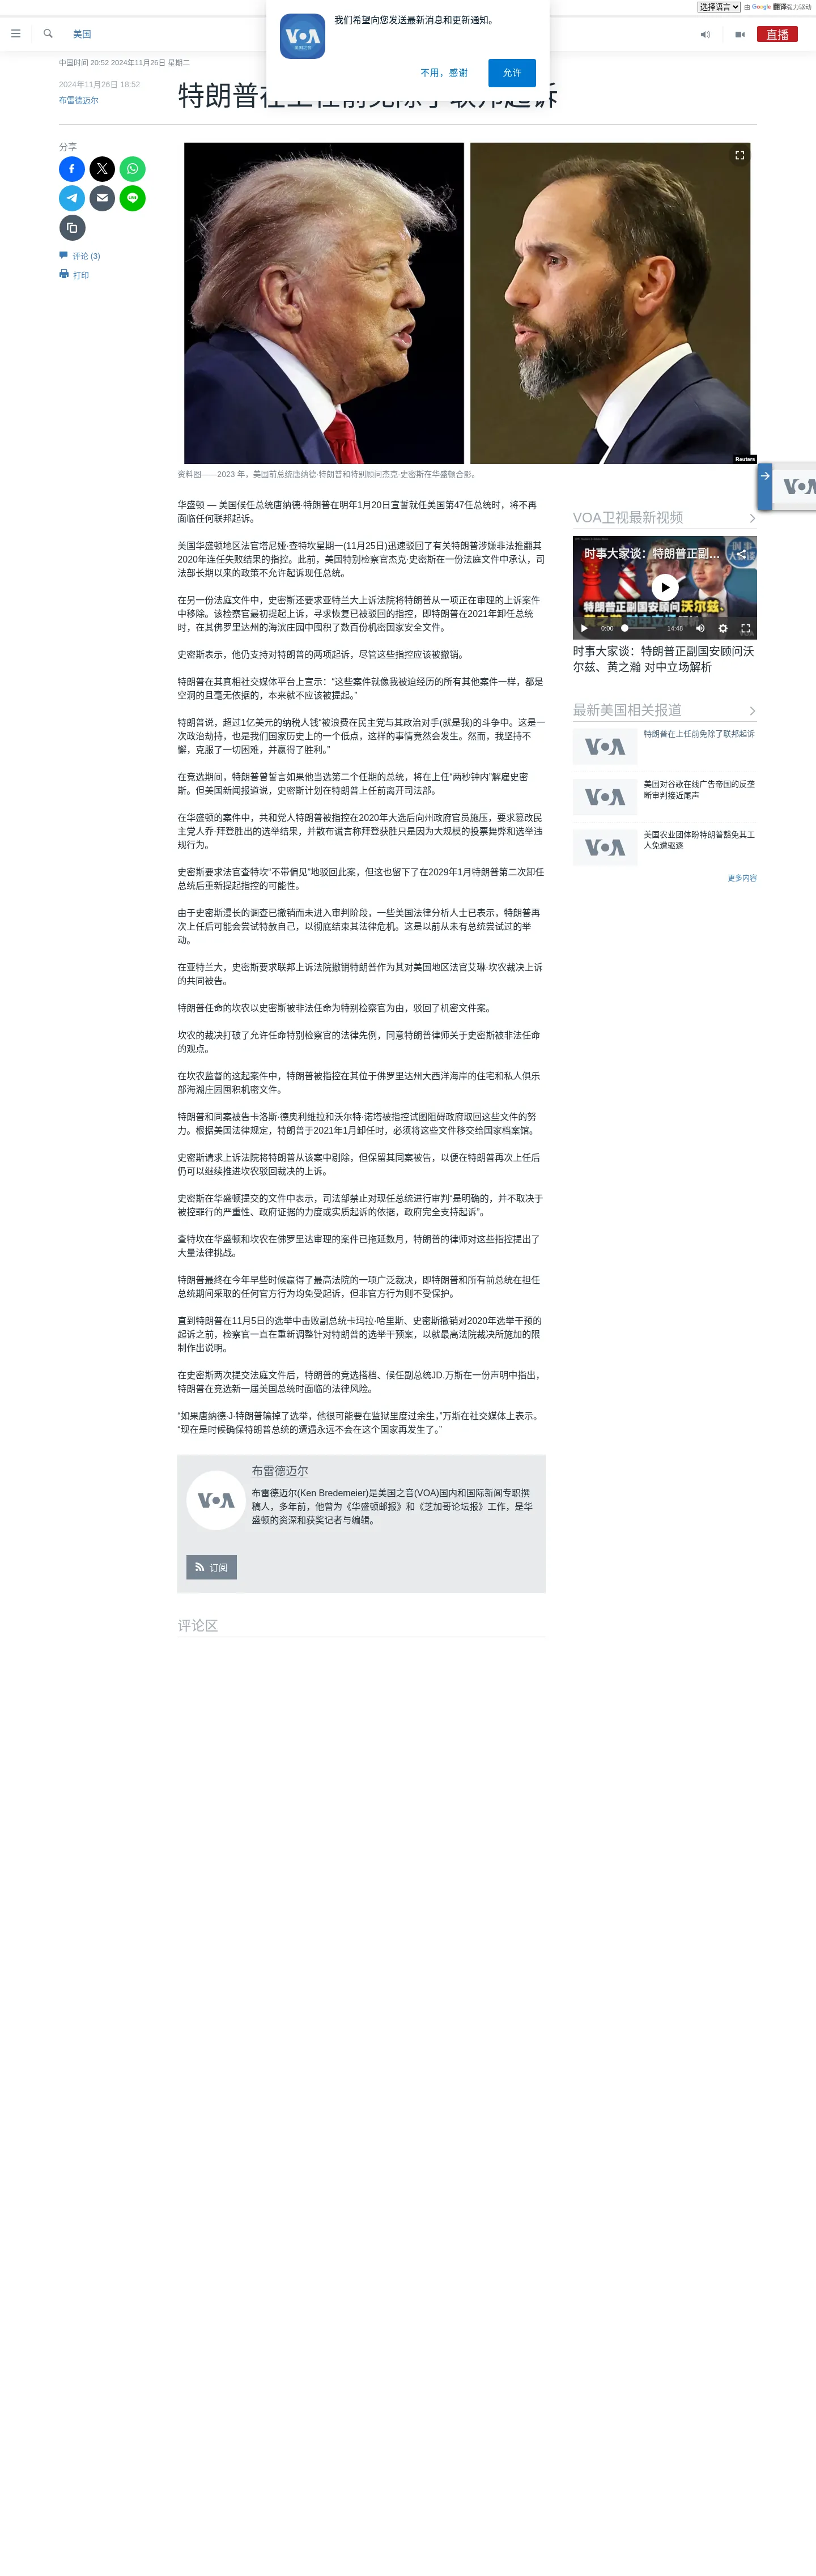 选择语言 由 Google 翻译强力驱动
我们希望向您发送最新消息和更新通知。
不用，感谢 允许
美国
直播
中国时间 20:52 2024年11月26日 星期二
2024年11月26日 18:52
布雷德迈尔
分享
评论 (3)
打印
Reuters
资料图——2023 年，美国前总统唐纳德·特朗普和特别顾问杰克·史密斯在华盛顿合影。
华盛顿 — 美国候任总统唐纳德·特朗普在明年1月20日宣誓就任美国第47任总统时，将不再
面临任何联邦起诉。
美国华盛顿地区法官塔尼娅·查特坎星期一(11月25日)迅速驳回了有关特朗普涉嫌非法推翻其
2020年连任失败结果的指控。此前，美国特别检察官杰克·史密斯在一份法庭文件中承认，司
法部长期以来的政策不允许起诉现任总统。
在另一份法庭文件中，史密斯还要求亚特兰大上诉法院将特朗普从一项正在审理的上诉案件
中移除。该检察官最初提起上诉，寻求恢复已被驳回的指控，即特朗普在2021年卸任总统
时，在其佛罗里达州的海滨庄园中囤积了数百份机密国家安全文件。
史密斯表示，他仍支持对特朗普的两项起诉，尽管这些指控应该被撤销。
特朗普在其真相社交媒体平台上宣示：“这些案件就像我被迫经历的所有其他案件一样，都是
空洞的且毫无依据的，本来就不应该被提起。”
特朗普说，超过1亿美元的纳税人钱“被浪费在民主党与其政治对手(就是我)的斗争中。这是一
次政治劫持，也是我们国家历史上的一个低点，这样的事情竟然会发生。然而，我坚持不
懈，克服了一切困难，并赢得了胜利。”
在竞选期间，特朗普曾誓言如果他当选第二个任期的总统，将在上任“两秒钟内”解雇史密
斯。但美国新闻报道说，史密斯计划在特朗普上任前离开司法部。
在华盛顿的案件中，共和党人特朗普被指控在2020年大选后向州政府官员施压，要求篡改民
主党人乔·拜登胜出的选举结果，并散布谎言称拜登获胜只是因为大规模的投票舞弊和选举违
规行为。
史密斯要求法官查特坎“不带偏见”地驳回此案，但这也留下了在2029年1月特朗普第二次卸任
总统后重新提起指控的可能性。
由于史密斯漫长的调查已撤销而未进入审判阶段，一些美国法律分析人士已表示，特朗普再
次上任后可能会尝试特赦自己，以彻底结束其法律危机。这是以前从未有总统尝试过的举
动。
在亚特兰大，史密斯要求联邦上诉法院撤销特朗普作为其对美国地区法官艾琳·坎农裁决上诉
的共同被告。
特朗普任命的坎农以史密斯被非法任命为特别检察官为由，驳回了机密文件案。
坎农的裁决打破了允许任命特别检察官的法律先例，同意特朗普律师关于史密斯被非法任命
的观点。
在坎农监督的这起案件中，特朗普被指控在其位于佛罗里达州大西洋海岸的住宅和私人俱乐
部海湖庄园囤积机密文件。
特朗普和同案被告卡洛斯·德奥利维拉和沃尔特·诺塔被指控试图阻碍政府取回这些文件的努
力。根据美国法律规定，特朗普于2021年1月卸任时，必须将这些文件移交给国家档案馆。
史密斯请求上诉法院将特朗普从该案中剔除，但保留其同案被告，以便在特朗普再次上任后
仍可以继续推进坎农驳回裁决的上诉。
史密斯在华盛顿提交的文件中表示，司法部禁止对现任总统进行审判“是明确的，并不取决于
被控罪行的严重性、政府证据的力度或实质起诉的依据，政府完全支持起诉”。
查特坎在华盛顿和坎农在佛罗里达审理的案件已拖延数月，特朗普的律师对这些指控提出了
大量法律挑战。
特朗普最终在今年早些时候赢得了最高法院的一项广泛裁决，即特朗普和所有前总统在担任
总统期间采取的任何官方行为均免受起诉，但非官方行为则不受保护。
直到特朗普在11月5日的选举中击败副总统卡玛拉·哈里斯、史密斯撤销对2020年选举干预的
起诉之前，检察官一直在重新调整针对特朗普的选举干预案，以就最高法院裁决所施加的限
制作出说明。
在史密斯两次提交法庭文件后，特朗普的竞选搭档、候任副总统JD.万斯在一份声明中指出，
特朗普在竞选新一届美国总统时面临的法律风险。
“如果唐纳德·J·特朗普输掉了选举，他很可能要在监狱里度过余生，”万斯在社交媒体上表示。
“现在是时候确保特朗普总统的遭遇永远不会在这个国家再发生了。”
布雷德迈尔
布雷德迈尔(Ken Bredemeier)是美国之音(VOA)国内和国际新闻专职撰
稿人，多年前，他曾为《华盛顿邮报》和《芝加哥论坛报》工作，是华
盛顿的资深和获奖记者与编辑。
订阅
评论区
VOA卫视最新视频
时事大家谈：特朗普正副...
特朗普正副国安顾问沃尔兹、
0:00 14:48
时事大家谈：特朗普正副国安顾问沃
尔兹、黄之瀚 对中立场解析
最新美国相关报道
特朗普在上任前免除了联邦起诉
美国对谷歌在线广告帝国的反垄
断审判接近尾声
美国农业团体盼特朗普豁免其工
人免遭驱逐
更多内容